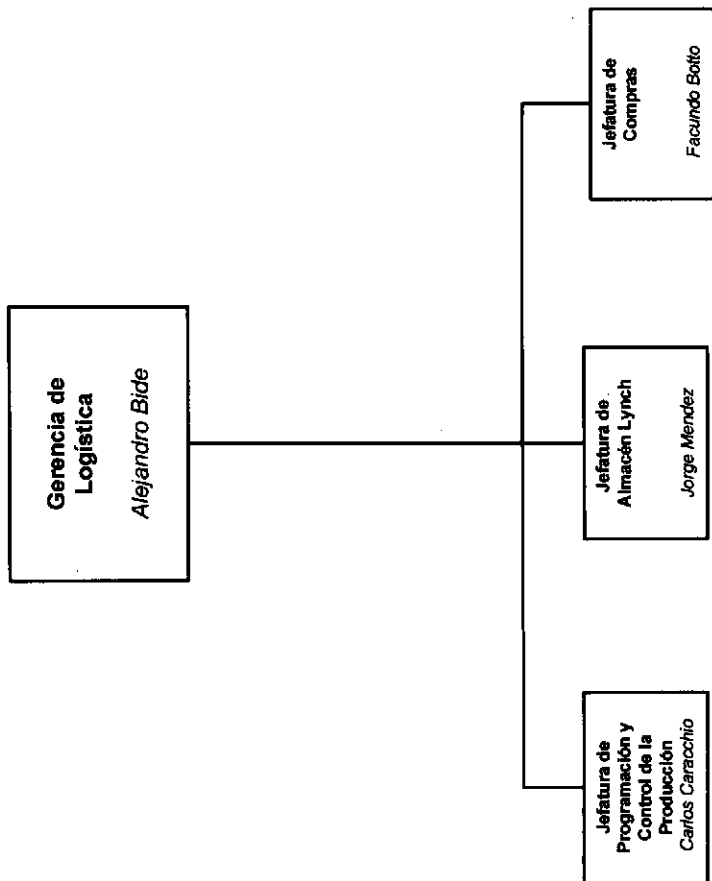 Gerencia de
Logística
Alejandro Bide
Jefatura de
Programación y
Control de la
Producción
Carlos Caracchio
Jefatura de
Almacén Lynch
Jorge Mendez
Jefatura de
Compras
Facundo Botto